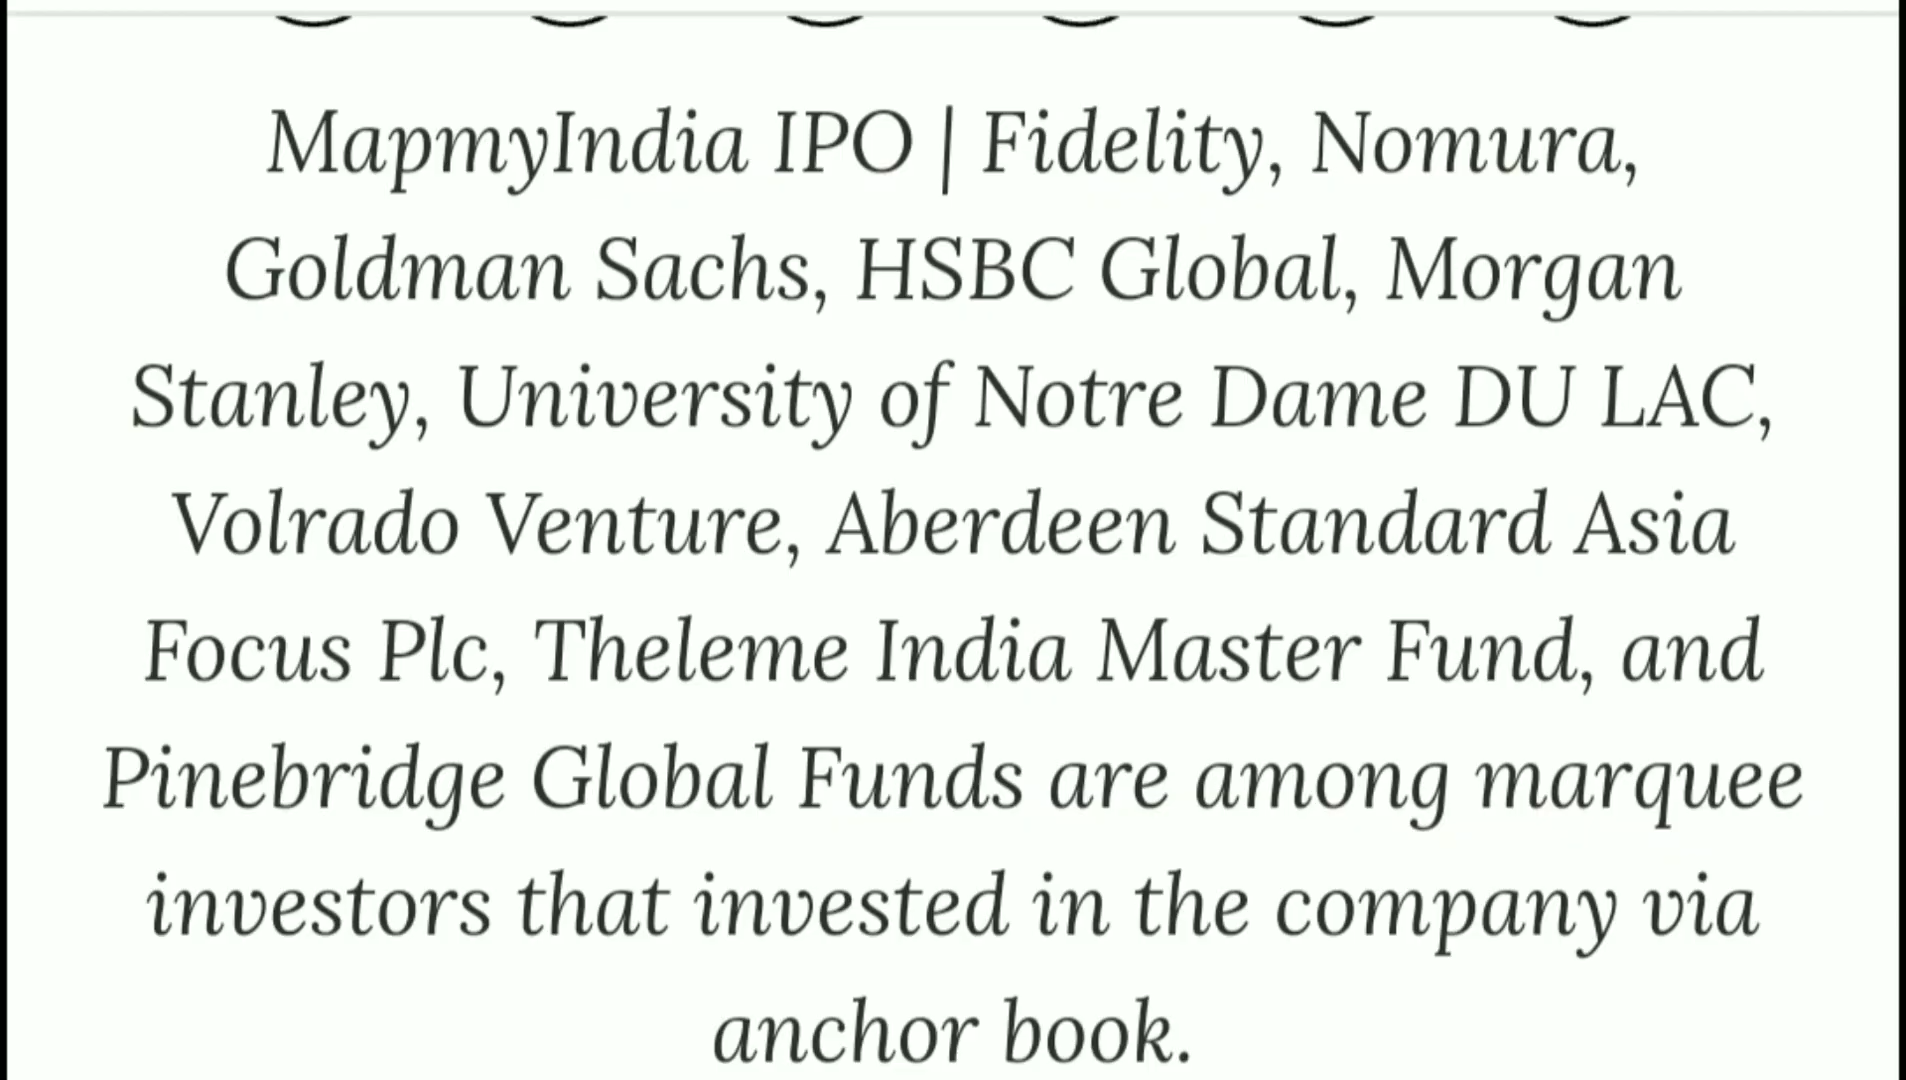 MapmyIndia IPO | Fidelity, Nomura,
Goldman Sachs, HSBC Global, Morgan
Stanley, University of Notre Dame DU LAC,
Volrado Venture, Aberdeen Standard Asia
Focus Plc, Theleme India Master Fund, and
Pinebridge Global Funds are among marquee
investors that invested in the company via
anchor book.